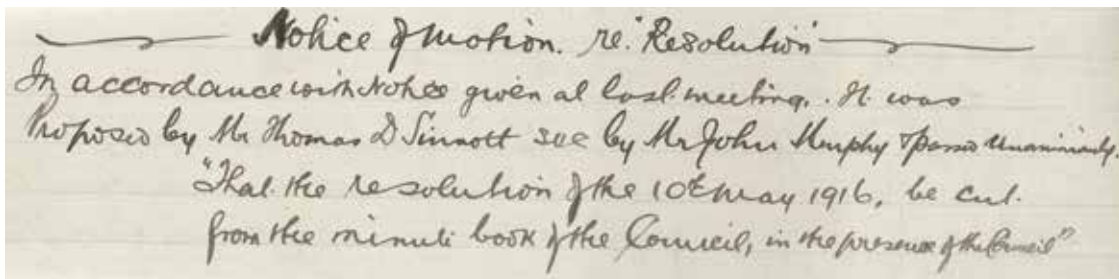 Notice of motion. re "Resolution"
In accordance with Notice given at last meeting. It was
Proposed by Mr Thomas D Sinnott sec by Mr John Murphy & passed Unanimously.
"That the resolution of the 10th May 1916, be cut.
from the minute book of the Council, in the presence of the Council"